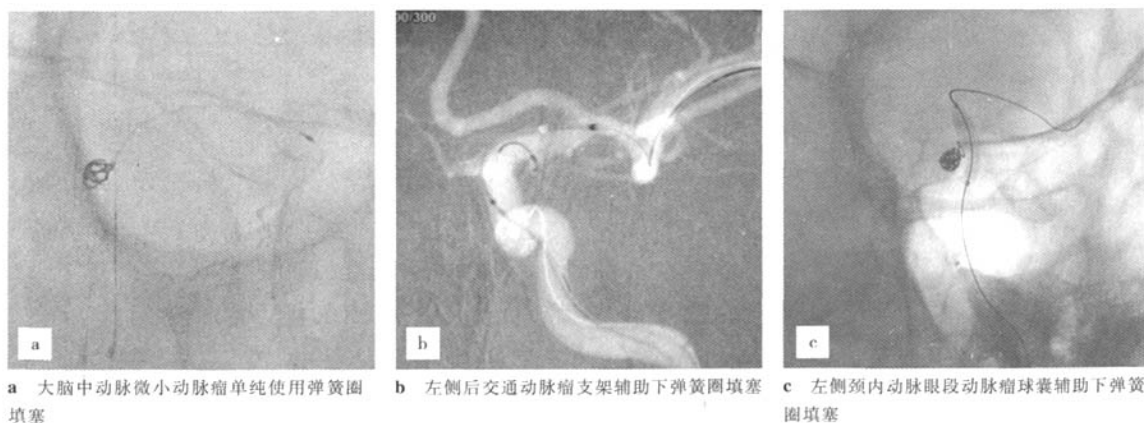 00/300
a
b
c
a 大脑中动脉微小动脉瘤单纯使用弹簧圈
填塞
b 左侧后交通动脉瘤支架辅助下弹簧圈填塞
c 左侧颈内动脉眼段动脉瘤球囊辅助下弹簧
圈填塞